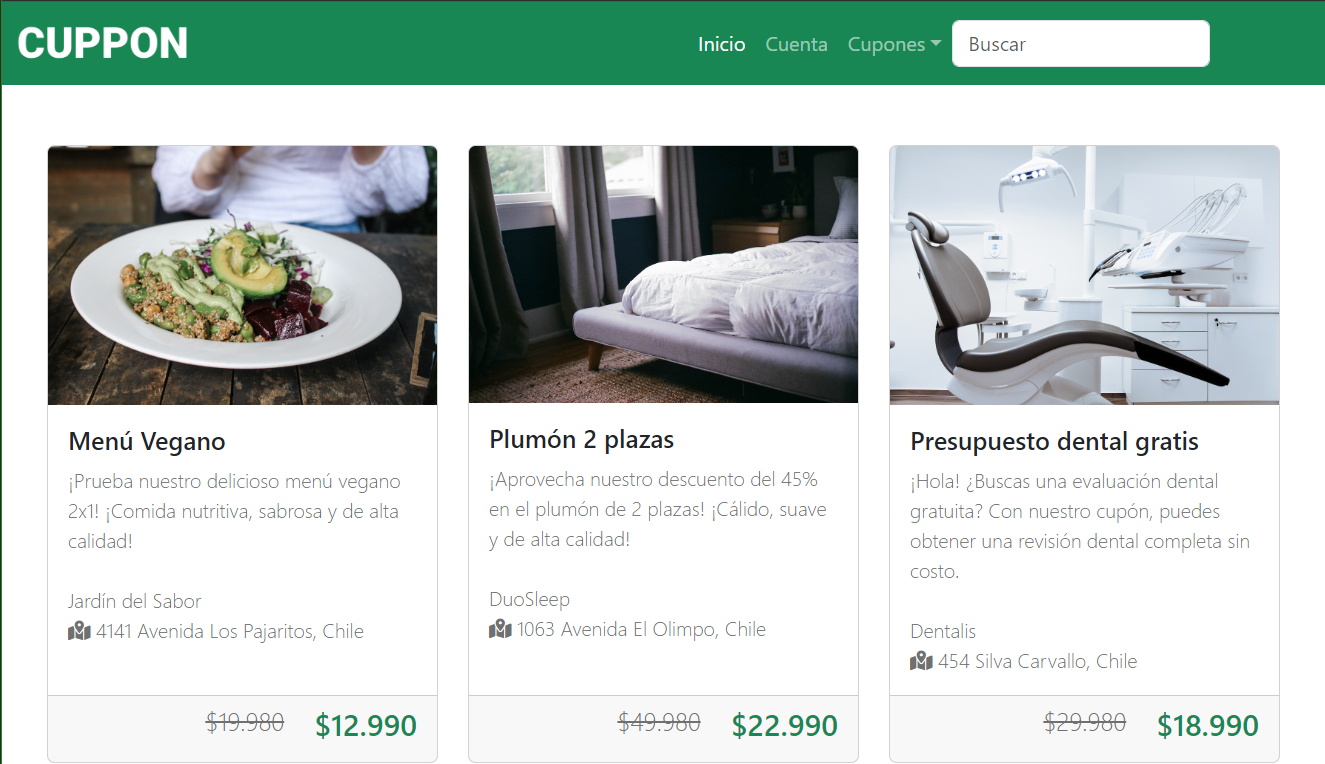 CUPPON
Inicio Cuenta Cupones Buscar
Menú Vegano
¡Prueba nuestro delicioso menú vegano
2x1! ¡Comida nutritiva, sabrosa y de alta
calidad!
Jardín del Sabor
4141 Avenida Los Pajaritos, Chile
$19.980 $12.990
Plumón 2 plazas
¡Aprovecha nuestro descuento del 45%
en el plumón de 2 plazas! ¡Cálido, suave
y de alta calidad!
DuoSleep
1063 Avenida El Olimpo, Chile
$49.980 $22.990
Presupuesto dental gratis
¡Hola! ¿Buscas una evaluación dental
gratuita? Con nuestro cupón, puedes
obtener una revisión dental completa sin
costo.
Dentalis
454 Silva Carvallo, Chile
$29.980 $18.990